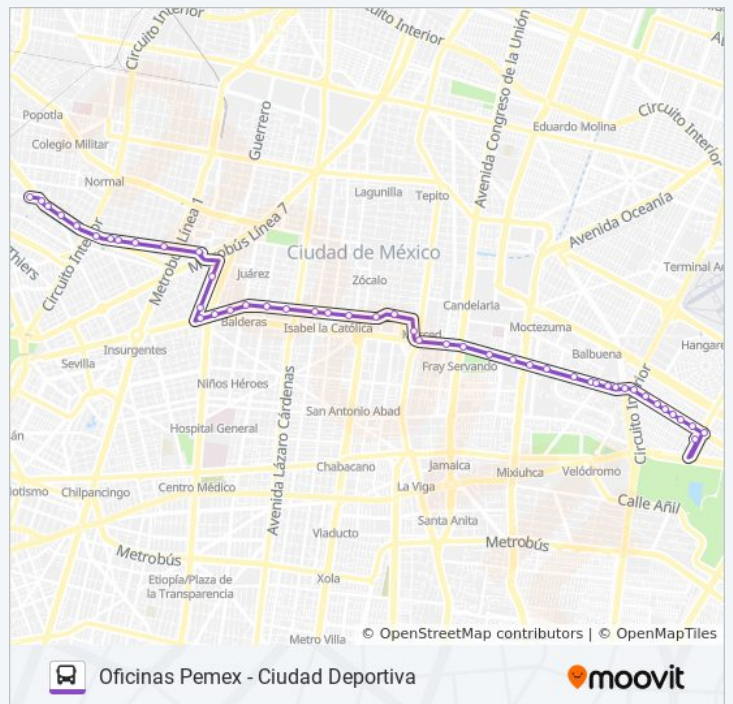 Circuito Interior
Circuito Interior
Avenida Congreso de la Unión
Popotla
Guerrero
Circuito Interior
Colegio Militar
Eduardo Molina
Normal
Lagunilla
Tepito
Metrobús Línea 1
Metrobús Línea 7
Avenida Oceanía
Thiers
Circuito Interior
Ciudad de México
Juárez
Zócalo
Terminal Aé
Candelaria
Balderas
Isabel la Católica
Merced
Moctezuma
Hangare
Insurgentes
Balbuena
Sevilla
Fray Servando
Niños Héroes
Avenida Lázaro Cárdenas
San Antonio Abad
Circuito Interior
Hospital General
án
Chabacano
Jamaica
Mixiuhca
Velódromo
iotismo
Chilpancingo
Centro Médico
La Viga
Calle Añil
Santa Anita
Viaducto
Metrobús
Metrobús
Etiopía/Plaza de
la Transparencia
Xola
Metro Villa
© OpenStreetMap contributors | © OpenMapTiles
Oficinas Pemex - Ciudad Deportiva
moovit